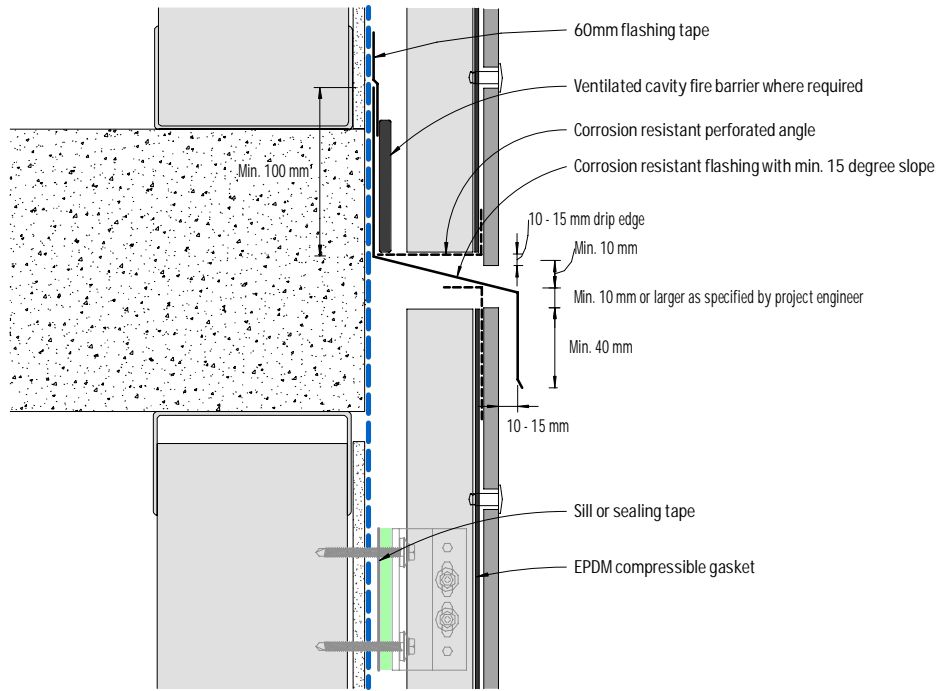 60mm flashing tape
Ventilated cavity fire barrier where required
Corrosion resistant perforated angle
Min. 100 mm
Corrosion resistant flashing with min. 15 degree slope
10 - 15 mm drip edge
Min. 10 mm
Min. 10 mm or larger as specified by project engineer
Min. 40 mm
10 - 15 mm
Sill or sealing tape
EPDM compressible gasket